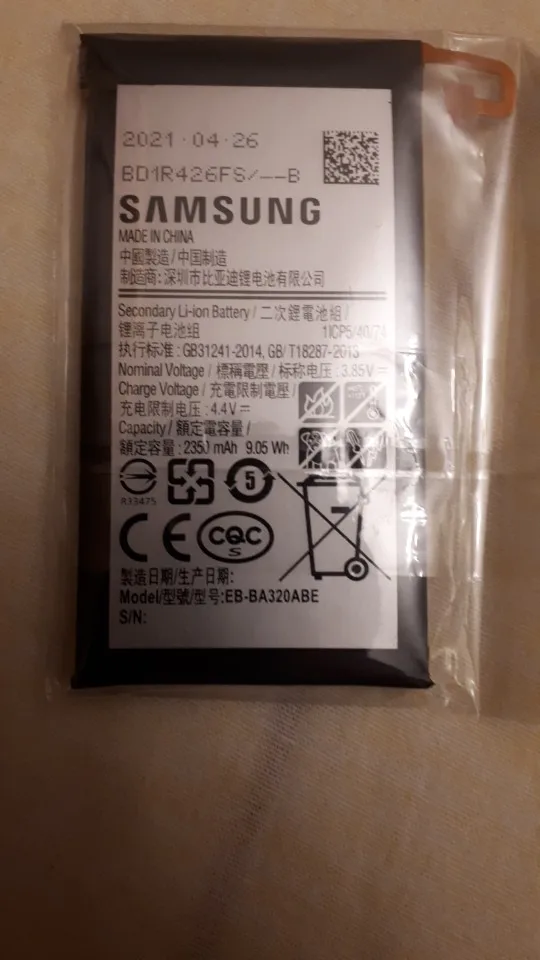 2021·04·26
BD1R426FS/--B
SAMSUNG
MADE IN CHINA
中國製造/中国制造
制造商: 深圳市比亚迪锂电池有限公司
Secondary Li-ion Battery / 二次鋰電池組 /
锂离子电池组 1ICP5/40/74
执行标准: GB31241-2014, GB/T18287-2013
Nominal Voltage / 標稱電壓 / 标称电压: 3.85V⎓
Charge Voltage / 充電限制電壓 /
充电限制电压: 4.4V⎓
Capacity / 額定電容量 /
额定容量: 2350 mAh 9.05 Wh
5
R33475
CE CQC
S
製造日期/生产日期:
Model/型號/型号:EB-BA320ABE
S/N: